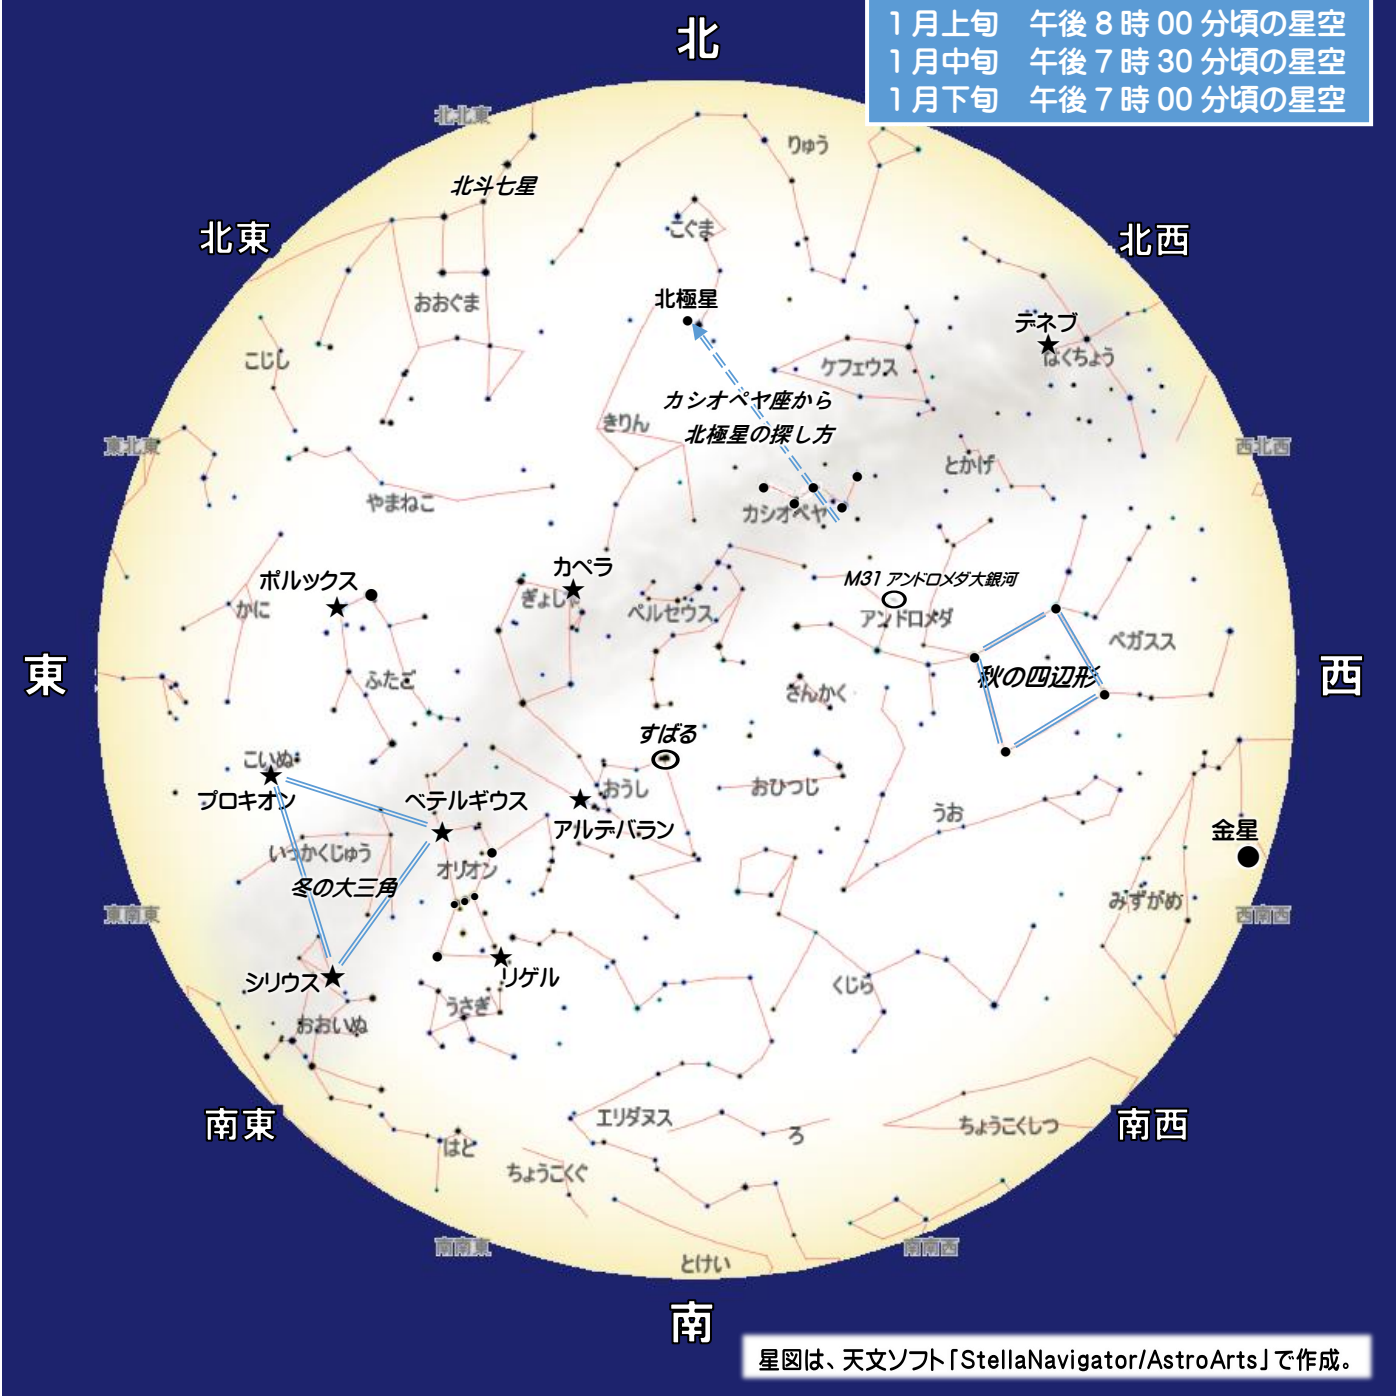 北
1月上旬 午後8時00分頃の星空
1月中旬 午後7時30分頃の星空
1月下旬 午後7時00分頃の星空
北北東
りゅう
北斗七星
こぐま
北東
北西
おおぐま
北極星
デネブ
はくちょう
こじし
ケフェウス
カシオペヤ座から
北極星の探し方
きりん
東北東
西北西
とかげ
やまねこ
カシオペヤ
カペラ
ポルックス
M31 アンドロメダ大銀河
ぎょしゃ
かに
ペルセウス
アンドロメダ
ペガスス
東
西
秋の四辺形
ふたご
さんかく
すばる
こいぬ
プロキオン
ベテルギウス
おうし
おひつじ
うお
アルデバラン
金星
いっかくじゅう
オリオン
冬の大三角
みずがめ
東南東
西南西
シリウス
リゲル
くじら
うさぎ
おおいぬ
南東
エリダヌス
ろ
ちょうこくしつ
南西
はと
ちょうこくぐ
南南東
南南西
とけい
南
星図は、天文ソフト「StellaNavigator/AstroArts」で作成。